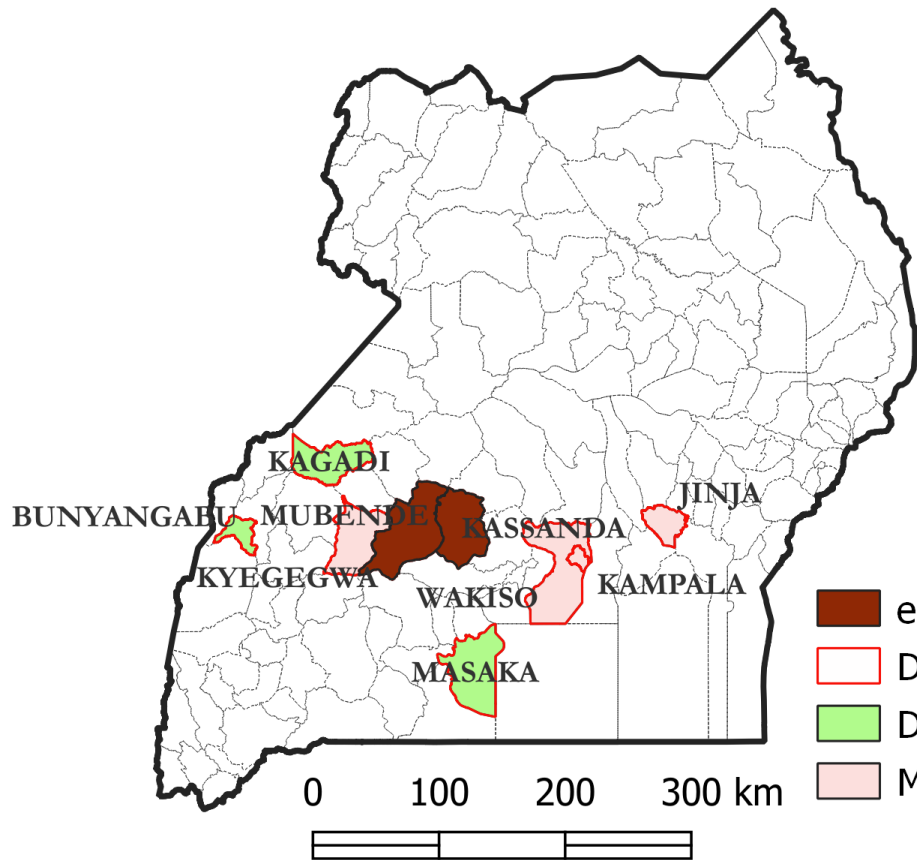 KAGADI
JINJA
BUNYANGABU
MUBENDE
KASSANDA
KYEGEGWA
KAMPALA
WAKISO
MASAKA
e
D
D
M
0 100 200 300 km